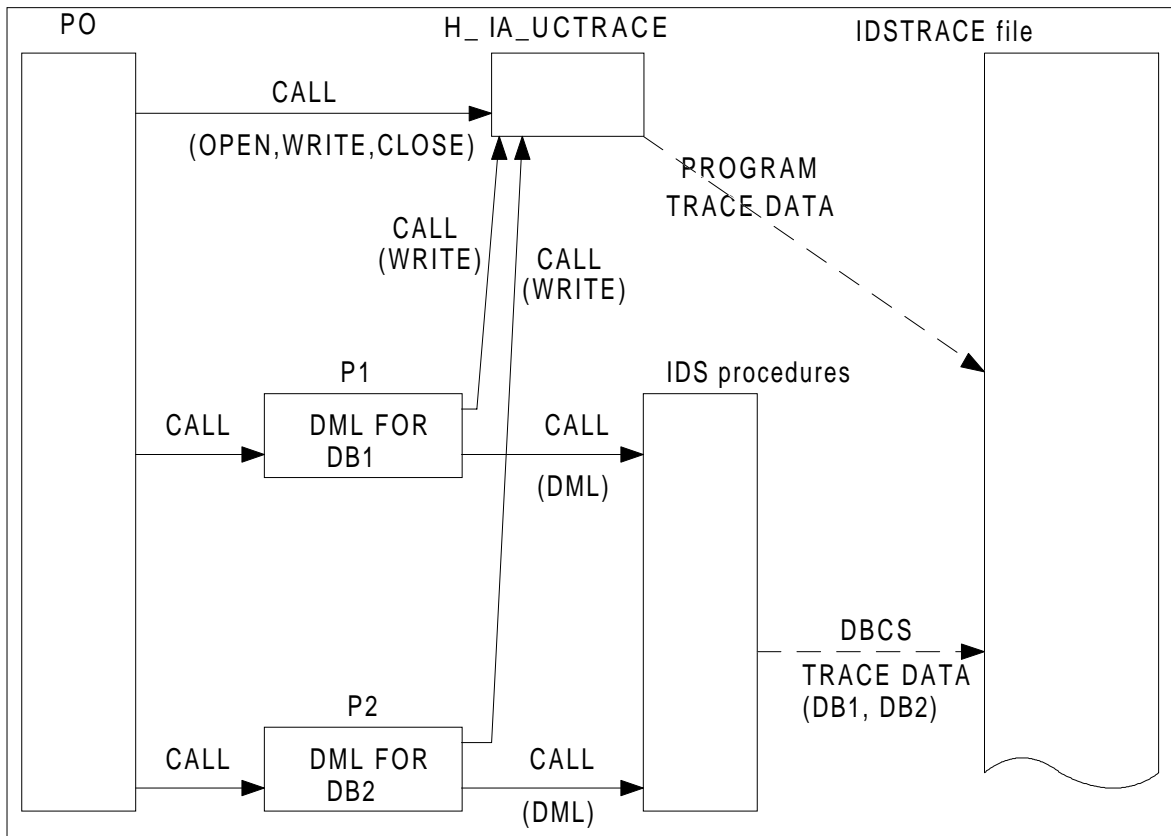 PO
H_ IA_UCTRACE
IDSTRACE file
CALL
(OPEN,WRITE,CLOSE)
PROGRAM
TRACE DATA
CALL
(WRITE)
CALL
(WRITE)
P1
IDS procedures
CALL
DML FOR
DB1
CALL
(DML)
DBCS
TRACE DATA
(DB1, DB2)
P2
CALL
DML FOR
DB2
CALL
(DML)